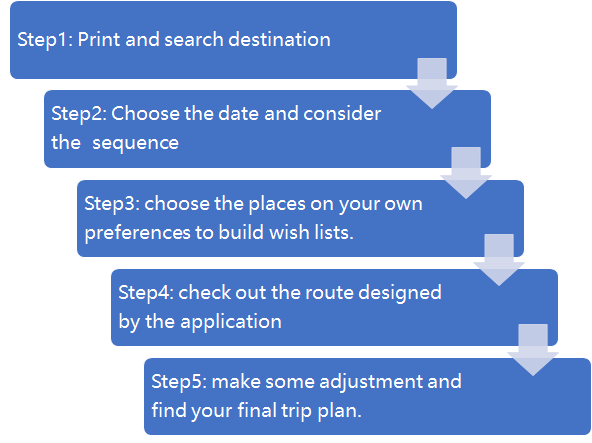 Step1: Print and search destination
Step2: Choose the date and consider
the sequence
Step3: choose the places on your own
preferences to build wish lists.
Step4: check out the route designed
by the application
Step5: make some adjustment and
find your final trip plan.